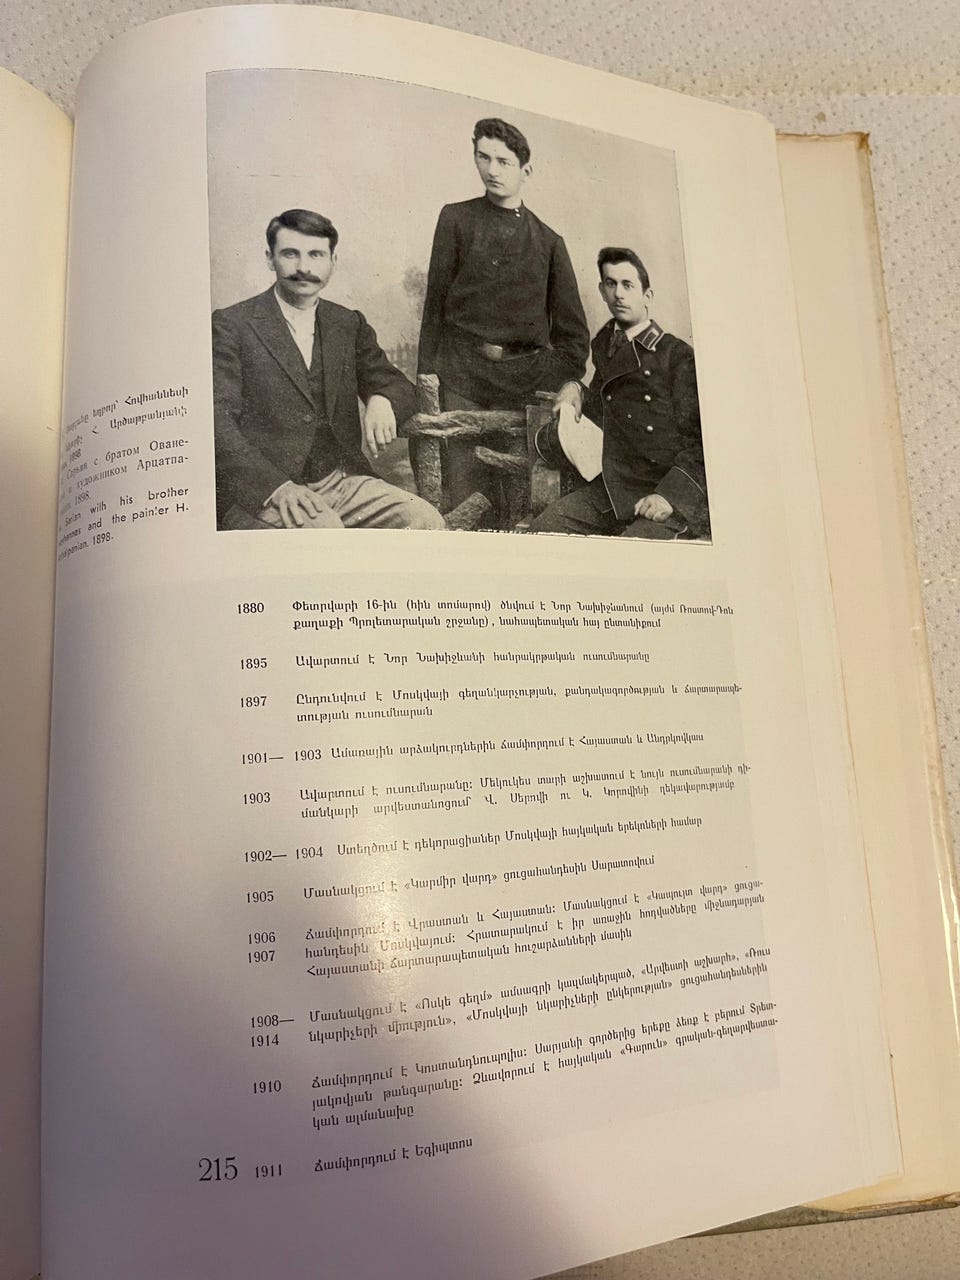 եղբոր՝ Հովհաննեսի
Հ. Արծաթբանյանի
1898
Сарьян с братом Ованe-
и художником Арцатпа-
1898.
Sarian wilh his brother
and the painter H.
1898.
1880 Փետրվարի 16-ին (հին տոմարով) ծնվում է Նոր Նախիջևանում (այժմ Ռոստով-Դոն
քաղաքի Պրոլետարական շրջանը), նահապետական հայ ընտանիքում
1895 Ավարտում է Նոր Նախիջևանի հանրակրթական ուսումնարանը
1897 Ընդունվում է Մոսկվայի գեղանկարչության, քանդակագործության և ճարտարապե-
տության ուսումնարան
1901— 1903 Ամառային արձակուրդներին ճամփորդում է Հայաստան և Անդրկովկաս
1903 Ավարտում է ուսումնարանը: Մեկուկես տարի աշխատում է նույն ուսումնարանի դի-
մանկարի արվեստանոցում՝ Վ. Սերովի ու Կ. Կորովինի ղեկավարությամբ
1902— 1904 Ստեղծում է դեկորացիաներ Մոսկվայի հայկական երեկոների համար
1905 Մասնակցում է «Կարմիր վարդ» ցուցահանդեսին Սարատովում
1906 Ճամփորդում է Վրաստան և Հայաստան: Մասնակցում է «Կապույտ վարդ» ցուցա-
1907 հանդեսին Մոսկվայում: Հրատարակում է իր առաջին հոդվածները միջնադարյան
Հայաստանի ճարտարապետական հուշարձանների մասին
1908— Մասնակցում է «Ոսկե գեղմ» ամսագրի կազմակերպած, «Արվեստի աշխարհ», «Ռուս
1914 նկարիչների միություն», «Մոսկվայի նկարիչների ընկերության» ցուցահանդեսներին
1910 Ճամփորդում է Կոստանդնուպոլիս: Սարյանի գործերից երեքը ձեռք է բերում Տրետ-
յակովյան թանգարանը: Ձևավորում է հայկական «Գարուն» գրական-գեղարվեստա-
կան ալմանախը
215 1911 Ճամփորդում է Եգիպտոս